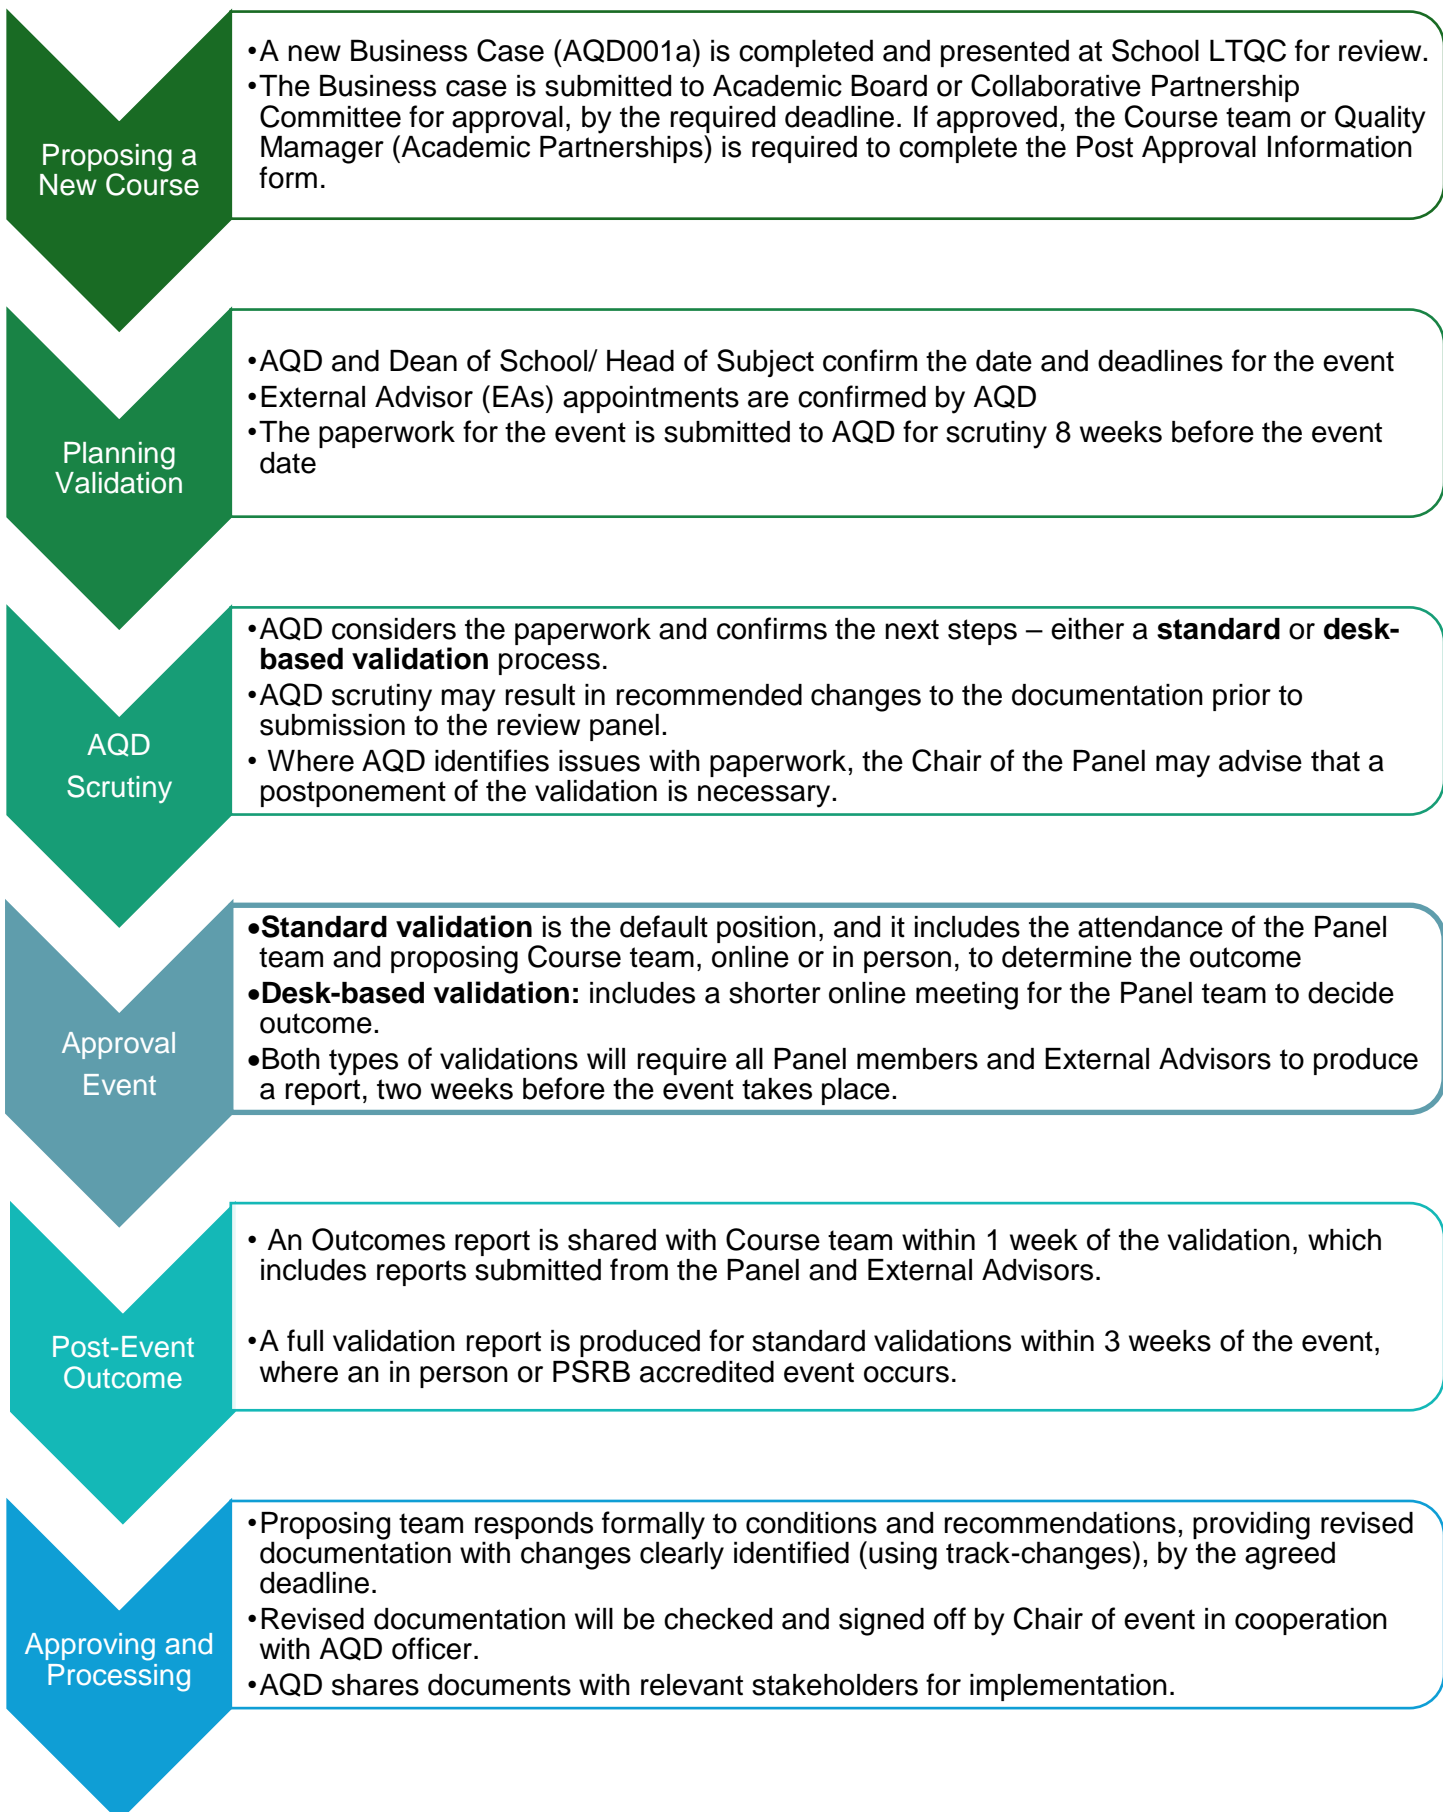 Proposing a
New Course
•A new Business Case (AQD001a) is completed and presented at School LTQC for review.
•The Business case is submitted to Academic Board or Collaborative Partnership
Committee for approval, by the required deadline. If approved, the Course team or Quality
Mamager (Academic Partnerships) is required to complete the Post Approval Information
form.
Planning
Validation
•AQD and Dean of School/ Head of Subject confirm the date and deadlines for the event
•External Advisor (EAs) appointments are confirmed by AQD
•The paperwork for the event is submitted to AQD for scrutiny 8 weeks before the event
date
AQD
Scrutiny
•AQD considers the paperwork and confirms the next steps – either a standard or desk-
based validation process.
•AQD scrutiny may result in recommended changes to the documentation prior to
submission to the review panel.
• Where AQD identifies issues with paperwork, the Chair of the Panel may advise that a
postponement of the validation is necessary.
Approval
Event
•Standard validation is the default position, and it includes the attendance of the Panel
team and proposing Course team, online or in person, to determine the outcome
•Desk-based validation: includes a shorter online meeting for the Panel team to decide
outcome.
•Both types of validations will require all Panel members and External Advisors to produce
a report, two weeks before the event takes place.
Post-Event
Outcome
• An Outcomes report is shared with Course team within 1 week of the validation, which
includes reports submitted from the Panel and External Advisors.
•A full validation report is produced for standard validations within 3 weeks of the event,
where an in person or PSRB accredited event occurs.
Approving and
Processing
•Proposing team responds formally to conditions and recommendations, providing revised
documentation with changes clearly identified (using track-changes), by the agreed
deadline.
•Revised documentation will be checked and signed off by Chair of event in cooperation
with AQD officer.
•AQD shares documents with relevant stakeholders for implementation.